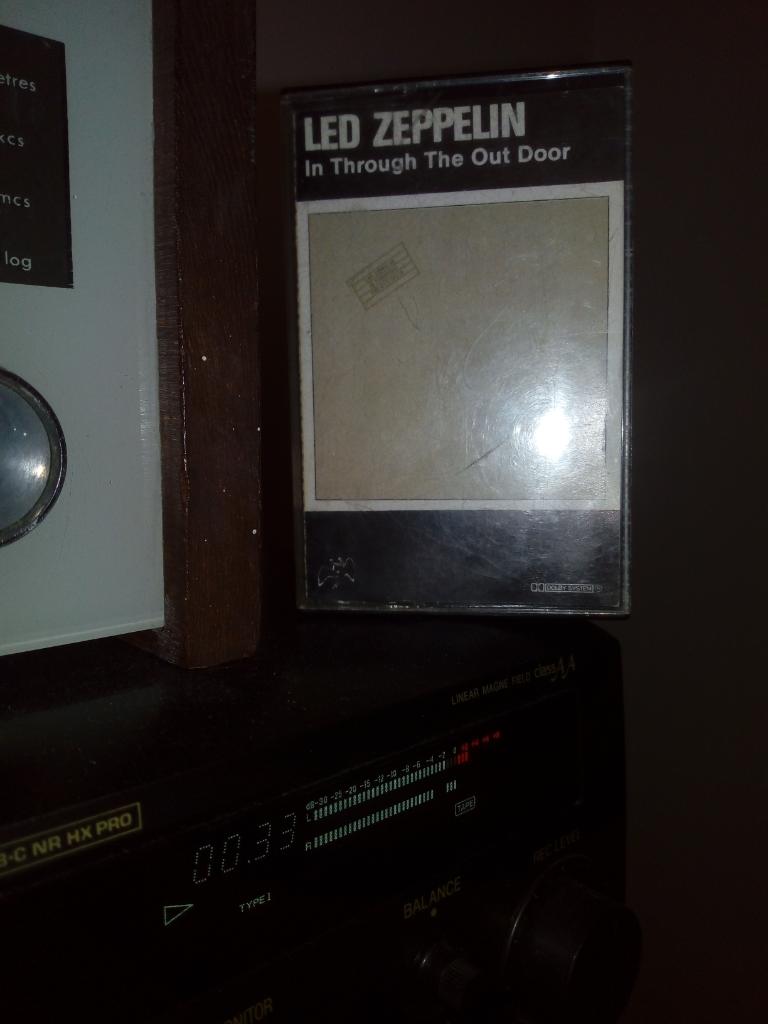 etres
kcs
mcs
log
LED ZEPPELIN
In Through The Out Door
DOLBY SYSTEM
LINEAR MAGNE FIELD class AA
B-C NR HX PRO
dB-30 -25 -20 -15 -12 -10 -8 -6 -4 -2 0
L
R
00.33
TAPE
TYPE I
REC LEVEL
BALANCE
ONITOR